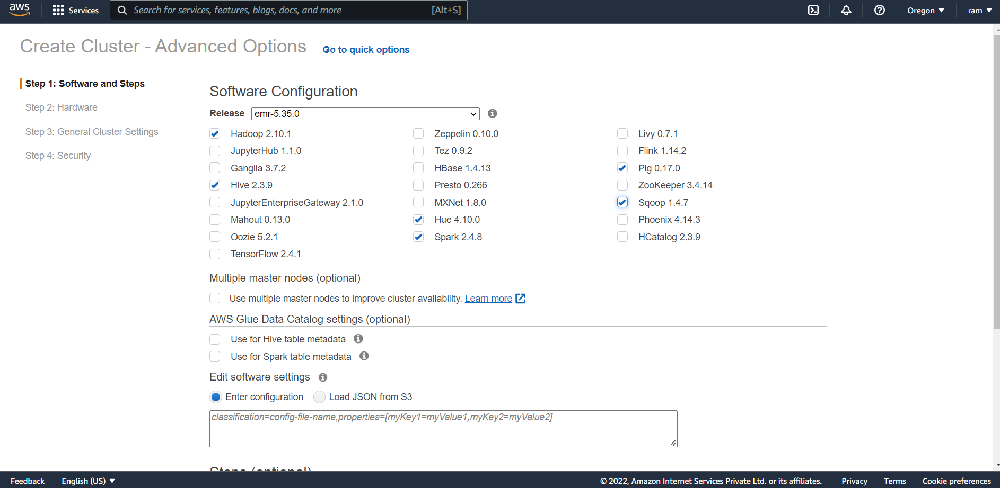 aws Services Search for services, features, blogs, docs, and more [Alt+S] Oregon ▼ ram ▼
Create Cluster - Advanced Options Go to quick options
Step 1: Software and Steps
Step 2: Hardware
Step 3: General Cluster Settings
Step 4: Security
Software Configuration
Release emr-5.35.0
Hadoop 2.10.1 Zeppelin 0.10.0 Livy 0.7.1
JupyterHub 1.1.0 Tez 0.9.2 Flink 1.14.2
Ganglia 3.7.2 HBase 1.4.13 Pig 0.17.0
Hive 2.3.9 Presto 0.266 ZooKeeper 3.4.14
JupyterEnterpriseGateway 2.1.0 MXNet 1.8.0 Sqoop 1.4.7
Mahout 0.13.0 Hue 4.10.0 Phoenix 4.14.3
Oozie 5.2.1 Spark 2.4.8 HCatalog 2.3.9
TensorFlow 2.4.1
Multiple master nodes (optional)
Use multiple master nodes to improve cluster availability. Learn more
AWS Glue Data Catalog settings (optional)
Use for Hive table metadata
Use for Spark table metadata
Edit software settings
Enter configuration Load JSON from S3
classification=config-file-name,properties=[myKey1=myValue1,myKey2=myValue2]
Steps (optional)
Feedback English (US) ▼ © 2022, Amazon Internet Services Private Ltd. or its affiliates. Privacy Terms Cookie preferences